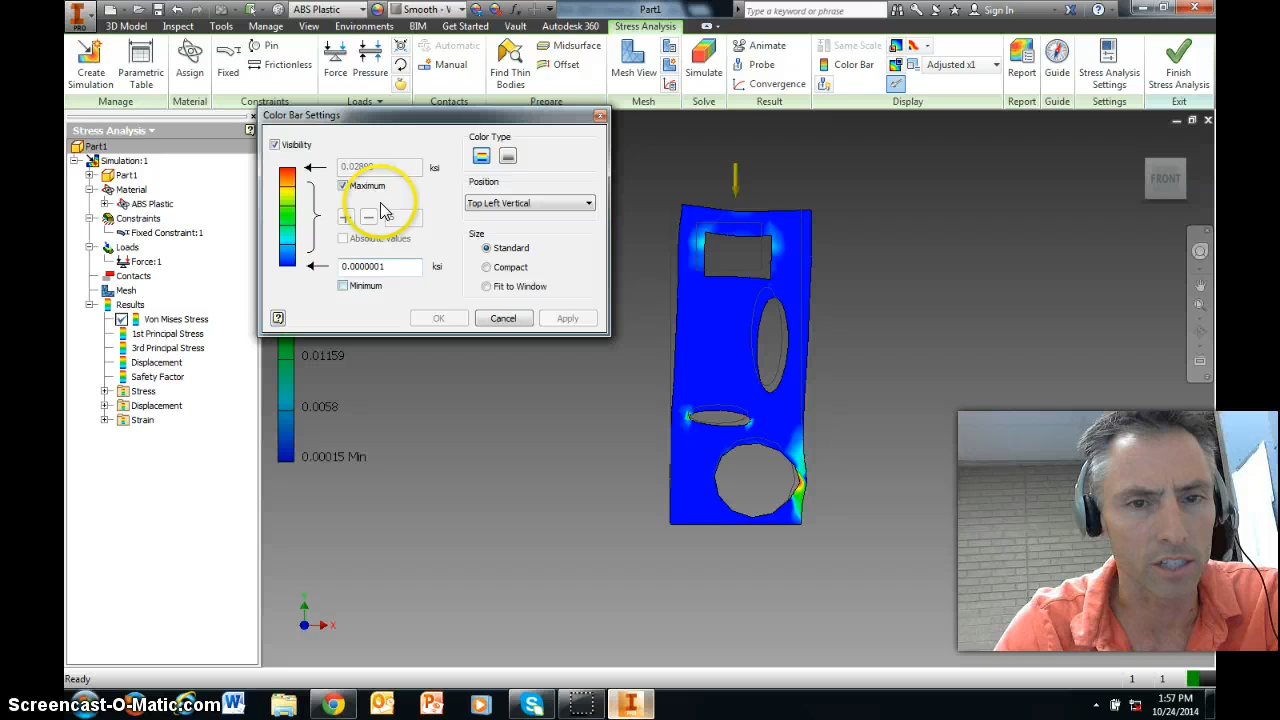 PRO
ABS Plastic
Smooth - V
Part1
Type here to search keyword or phrase
Sign In
3D Model
Inspect
Tools
Manage
View
Environments
BIM
Get Started
Vault
Autodesk 360
Stress Analysis
Create Simulation
Parametric Table
Assign
Fixed
Pin
Frictionless
Force
Pressure
Automatic
Manual
Find Thin Bodies
Midsurface
Offset
Mesh View
Simulate
Animate
Probe
Convergence
Same Scale
Color Bar
Adjusted x1
Report
Guide
Stress Analysis Settings
Finish Stress Analysis
Manage
Material
Constraints
Loads
Contacts
Prepare
Mesh
Solve
Result
Display
Report
Guide
Settings
Exit
Stress Analysis
Part1
Simulation:1
Part1
Material
ABS Plastic
Constraints
Fixed Constraint:1
Loads
Force:1
Contacts
Mesh
Results
Von Mises Stress
1st Principal Stress
3rd Principal Stress
Displacement
Safety Factor
Stress
Displacement
Strain
Color Bar Settings
Visibility
ksi
Maximum
Absolute Values
0.0000001
ksi
Minimum
Color Type
Position
Top Left Vertical
Size
Standard
Compact
Fit to Window
OK
Cancel
Apply
0.01159
0.0058
0.00015 Min
FRONT
Y
X
Ready
1
1
Screencast-O-Matic.com
1:57 PM
10/24/2014